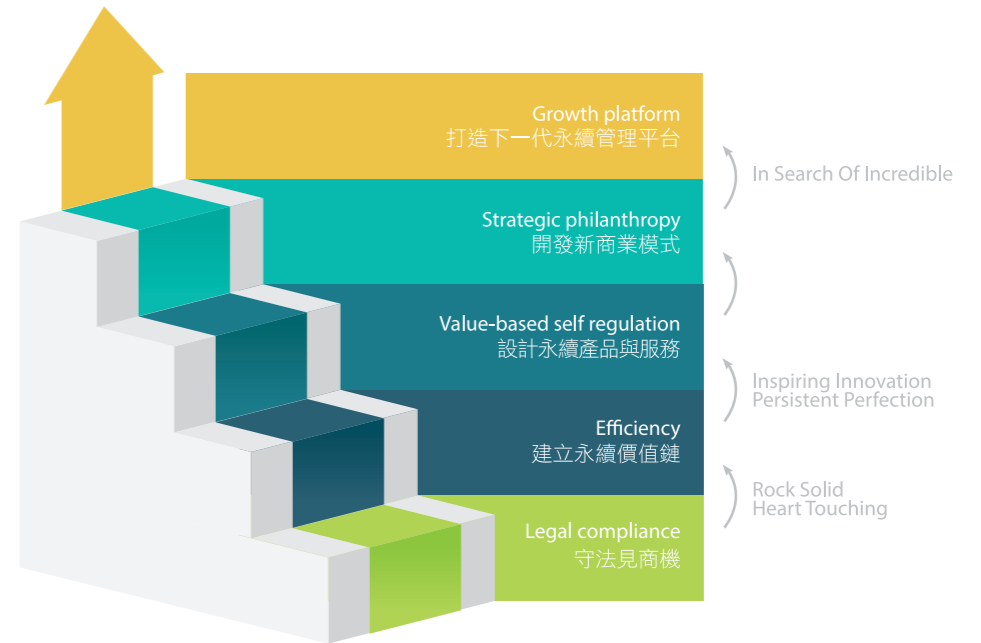 Growth platform
打造下一代永續管理平台
In Search Of Incredible
Strategic philanthropy
開發新商業模式
Value-based self regulation
設計永續產品與服務
Inspiring Innovation
Persistent Perfection
Efficiency
建立永續價值鏈
Rock Solid
Heart Touching
Legal compliance
守法見商機